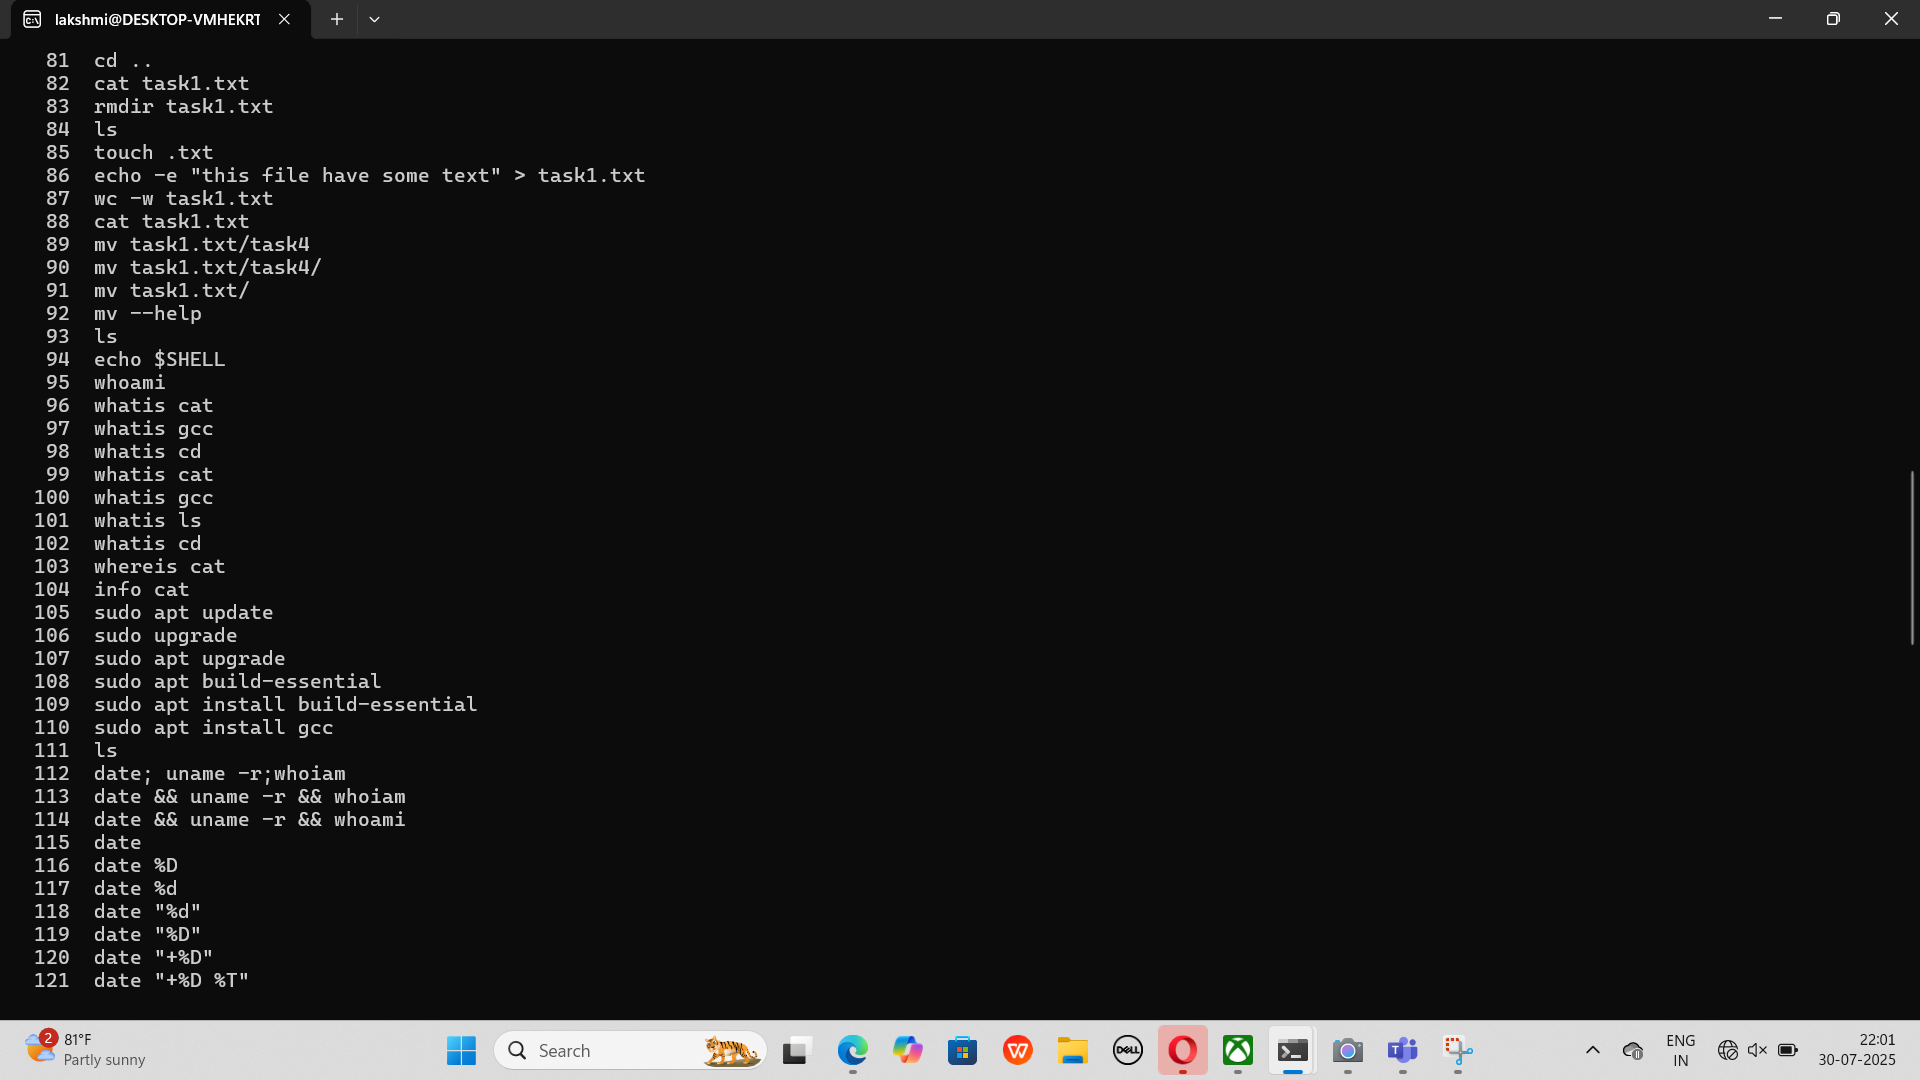 lakshmi@DESKTOP-VMHEKRT
81 cd ..
82 cat task1.txt
83 rmdir task1.txt
84 ls
85 touch .txt
86 echo -e "this file have some text" > task1.txt
87 wc -w task1.txt
88 cat task1.txt
89 mv task1.txt/task4
90 mv task1.txt/task4/
91 mv task1.txt/
92 mv --help
93 ls
94 echo $SHELL
95 whoami
96 whatis cat
97 whatis gcc
98 whatis cd
99 whatis cat
100 whatis gcc
101 whatis ls
102 whatis cd
103 whereis cat
104 info cat
105 sudo apt update
106 sudo upgrade
107 sudo apt upgrade
108 sudo apt build-essential
109 sudo apt install build-essential
110 sudo apt install gcc
111 ls
112 date; uname -r;whoiam
113 date && uname -r && whoiam
114 date && uname -r && whoami
115 date
116 date %D
117 date %d
118 date "%d"
119 date "%D"
120 date "+%D"
121 date "+%D %T"
2
81°F
Partly sunny
Search
DELL
ENG
IN
22:01
30-07-2025